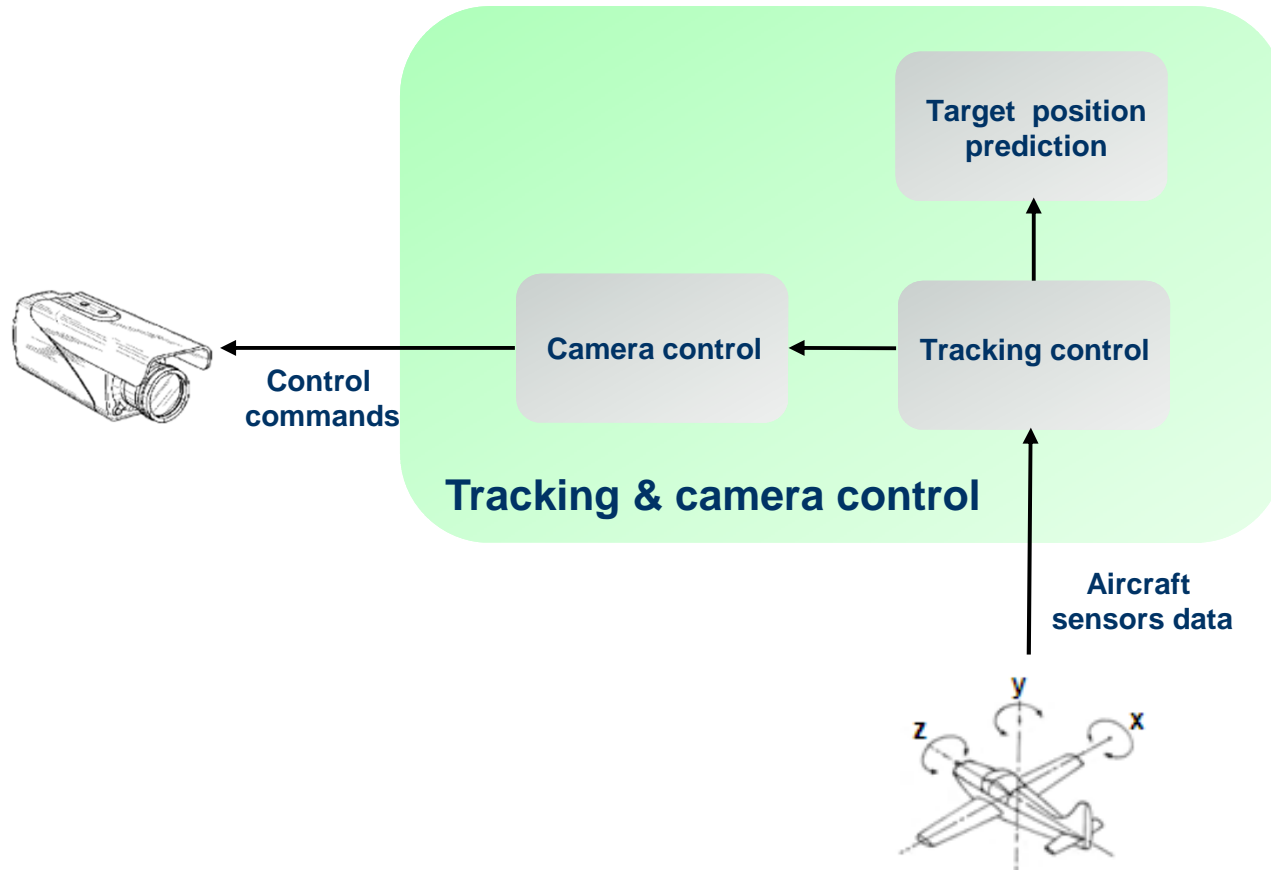 Target position
prediction
Camera control
Tracking control
Control
commands
Tracking & camera control
Aircraft
sensors data
y
z
x